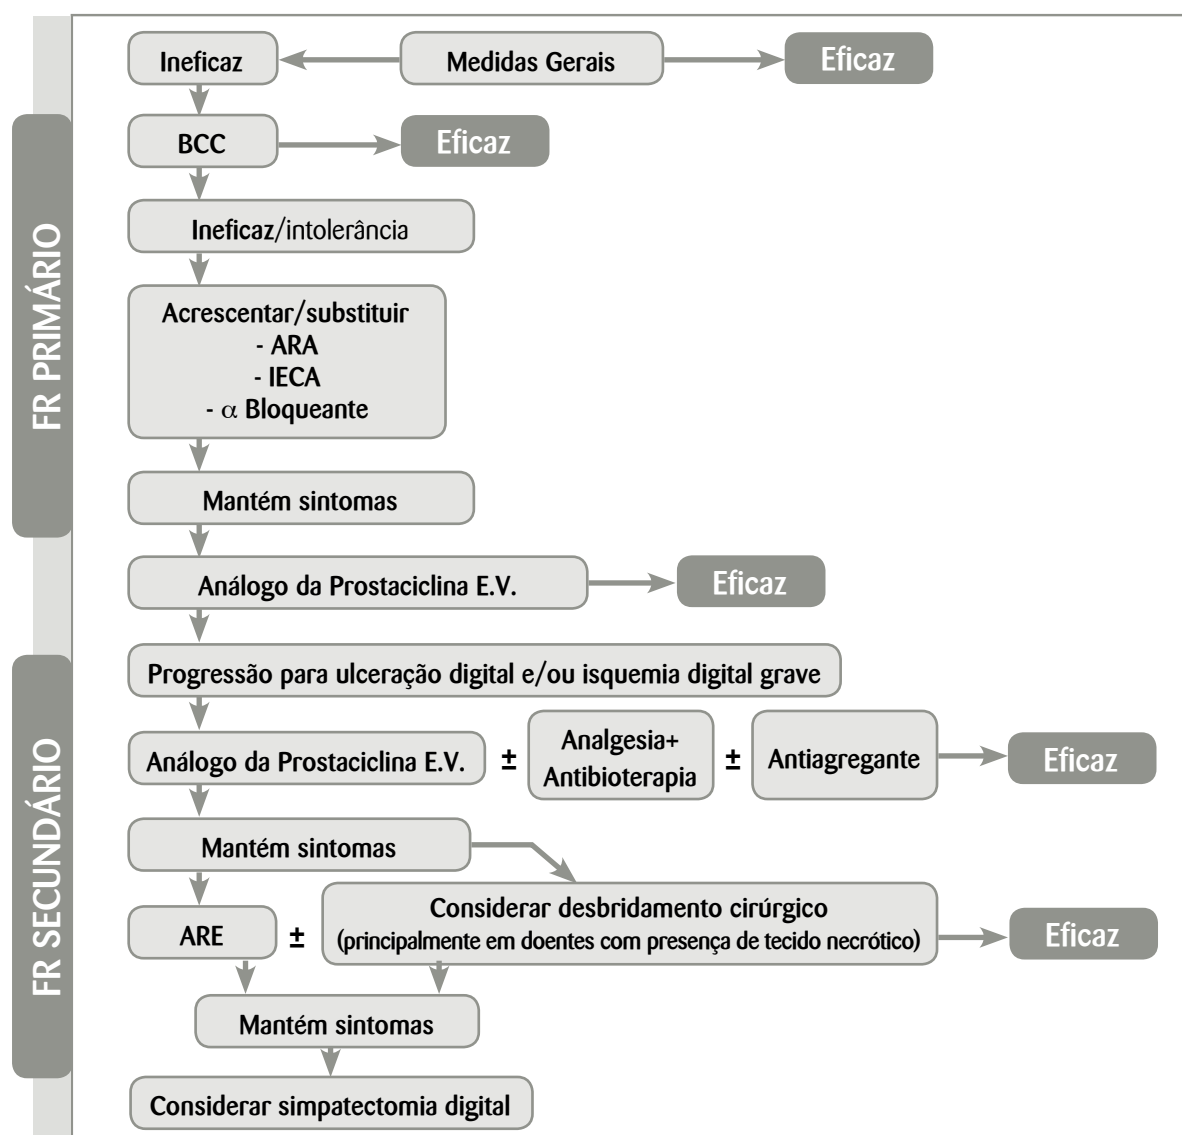 Ineficaz
Medidas Gerais
Eficaz
BCC
Eficaz
Ineficaz/intolerância
Acrescentar/substituir
- ARA
- IECA
- α Bloqueante
Mantém sintomas
Análogo da Prostaciclina E.V.
Eficaz
Progressão para ulceração digital e/ou isquemia digital grave
Análogo da Prostaciclina E.V.
±
Analgesia+
Antibioterapia
±
Antiagregante
Eficaz
Mantém sintomas
ARE
±
Considerar desbridamento cirúrgico
(principalmente em doentes com presença de tecido necrótico)
Eficaz
Mantém sintomas
Considerar simpatectomia digital
FR PRIMÁRIO
FR SECUNDÁRIO